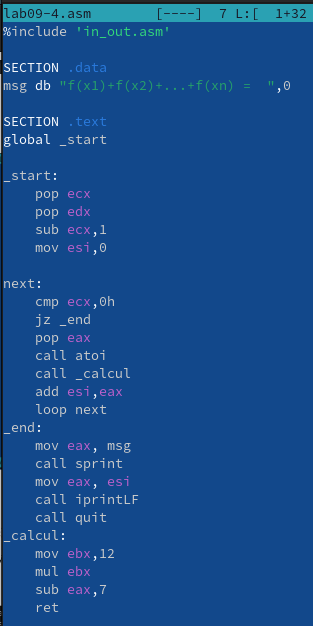 lab09-4.asm [----] 7 L:[ 1+32
%include 'in_out.asm'
SECTION .data
msg db "f(x1)+f(x2)+...+f(xn) =  ",0
SECTION .text
global _start
_start:
pop ecx
pop edx
sub ecx,1
mov esi,0
next:
cmp ecx,0h
jz _end
pop eax
call atoi
call _calcul
add esi,eax
loop next
_end:
mov eax, msg
call sprint
mov eax, esi
call iprintLF
call quit
_calcul:
mov ebx,12
mul ebx
sub eax,7
ret